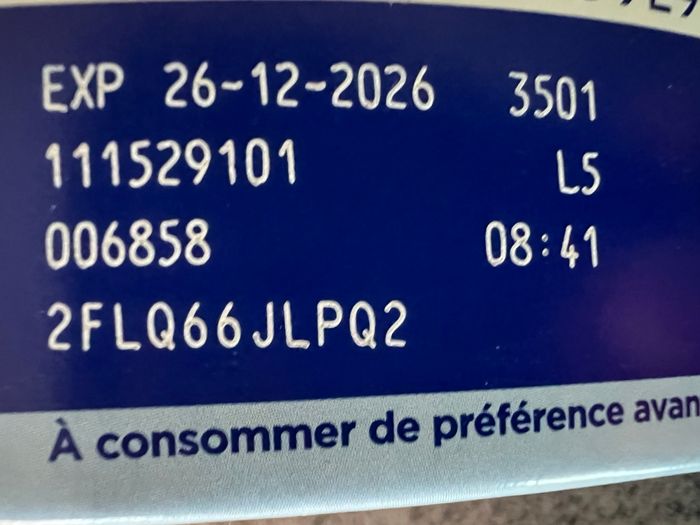 EXP 26-12-2026 3501
111529101 L5
006858 08:41
2FLQ66JLPQ2
À consommer de préférence avan